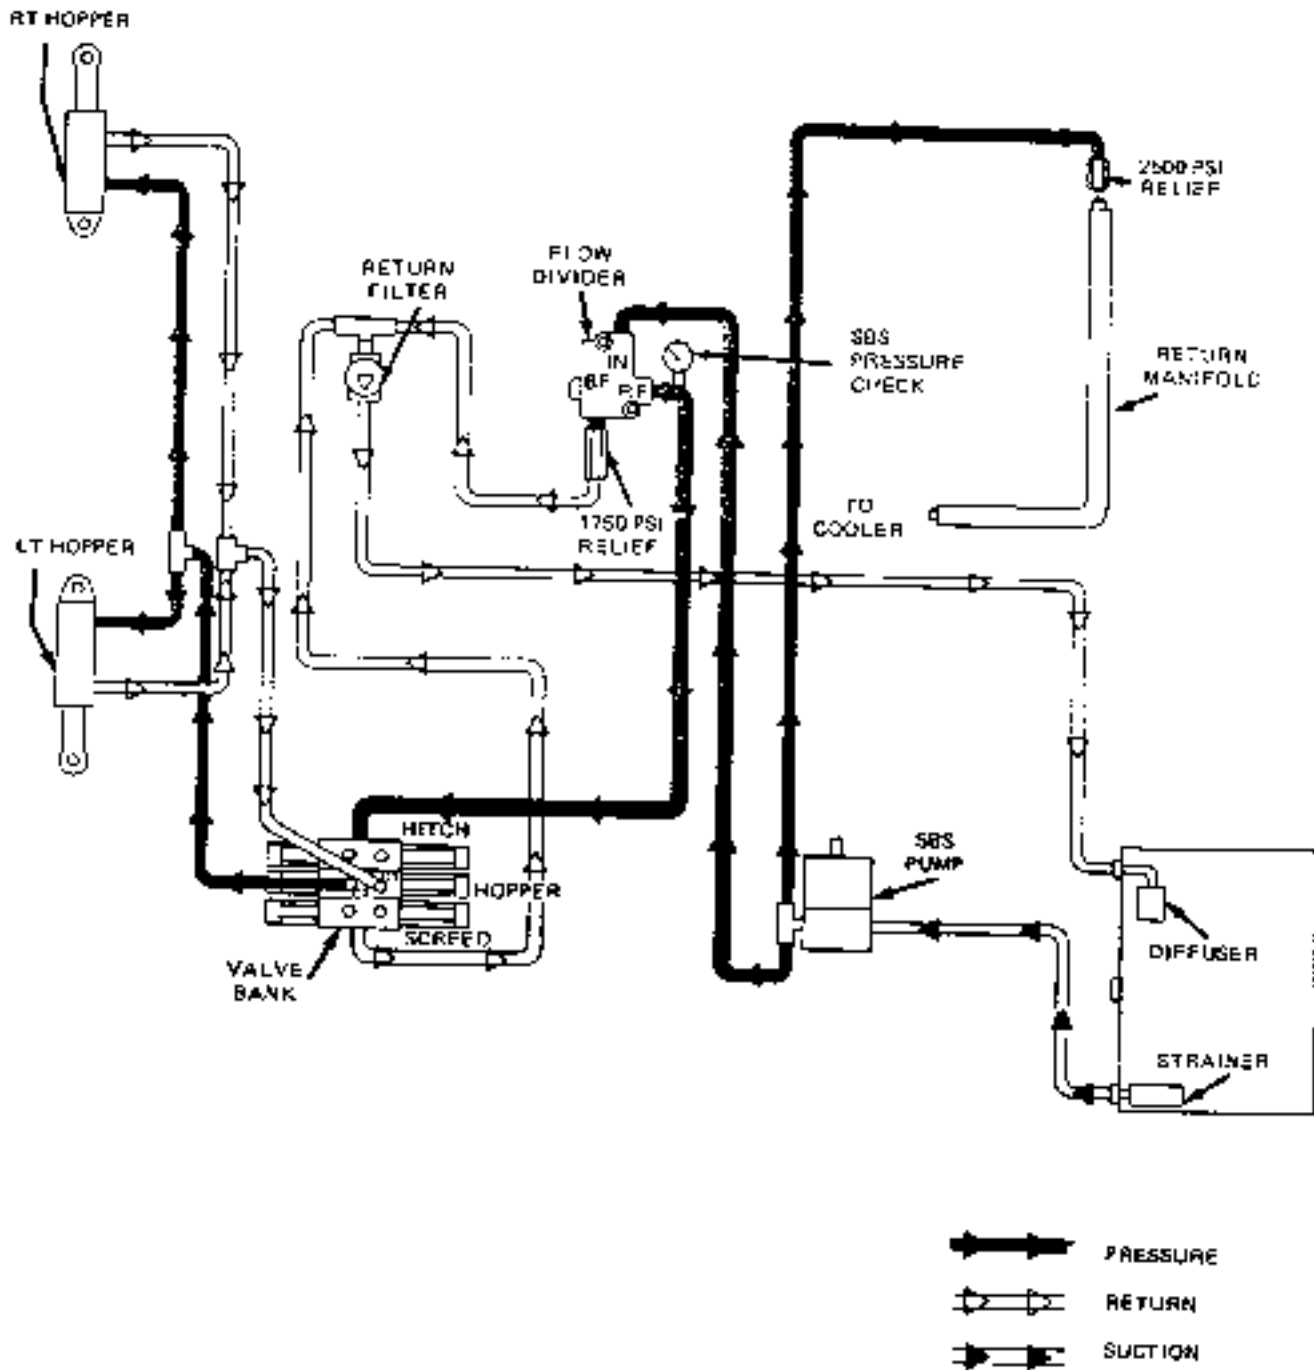 RT HOPPER
2500 PSI
RELIEF
FLOW
DIVIDER
RETURN
FILTER
SBS
PRESSURE
CHECK
IN
BF
RETURN
MANIFOLD
TO
COOLER
1750 PSI
RELIEF
LT HOPPER
HITCH
SBS
PUMP
HOPPER
SCREED
VALVE
BANK
DIFFUSER
STRAINER
PRESSURE
RETURN
SUCTION